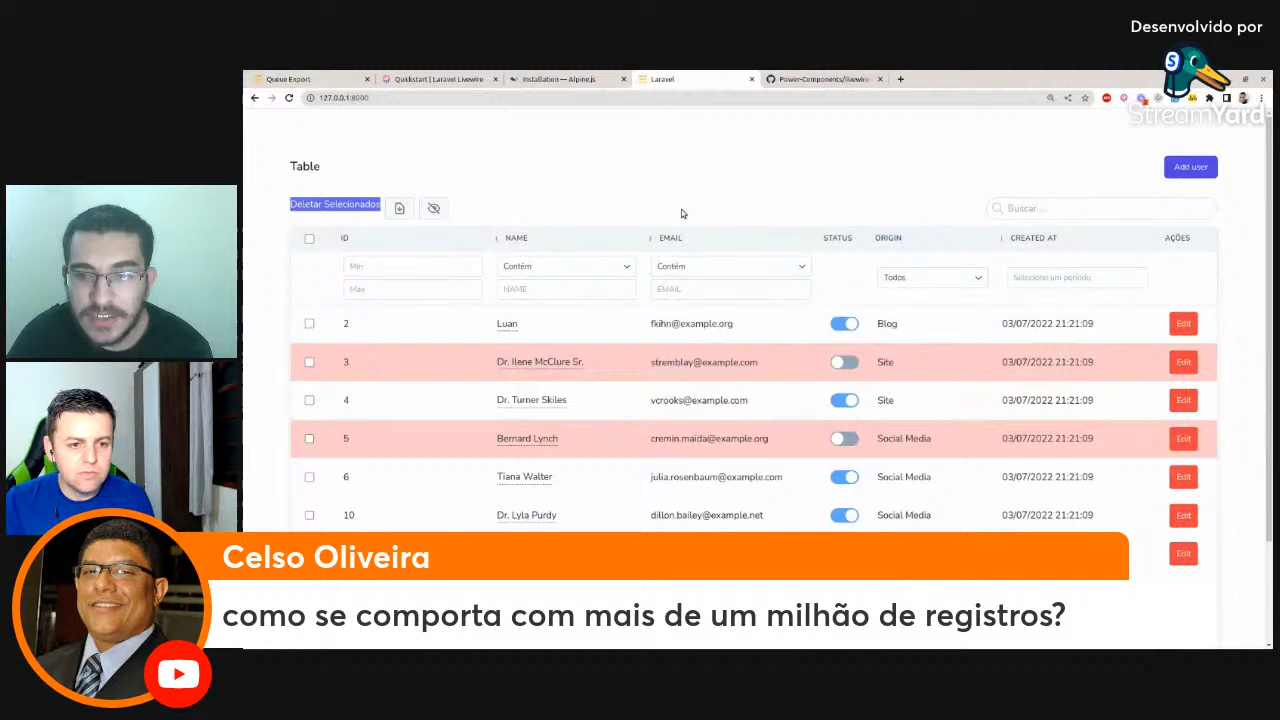 Desenvolvido por
StreamYard
S
Queue Export
Quickstart | Laravel Livewire
Installation — Alpine.js
Laravel
Power-Components/livewire-
127.0.0.1:8000
Table
Add user
Deletar Selecionados
Buscar ...
ID NAME EMAIL STATUS ORIGIN CREATED AT AÇÕES
Min Contém Contém Todos Selecione um período
Max NAME EMAIL
2 Luan fkihn@example.org Blog 03/07/2022 21:21:09 Edit
3 Dr. Ilene McClure Sr. stremblay@example.com Site 03/07/2022 21:21:09 Edit
4 Dr. Turner Skiles vcrooks@example.com Site 03/07/2022 21:21:09 Edit
5 Bernard Lynch cremin.maida@example.org Social Media 03/07/2022 21:21:09 Edit
6 Tiana Walter julia.rosenbaum@example.com Social Media 03/07/2022 21:21:09 Edit
10 Dr. Lyla Purdy dillon.bailey@example.net Social Media 03/07/2022 21:21:09 Edit
Edit
Celso Oliveira
como se comporta com mais de um milhão de registros?